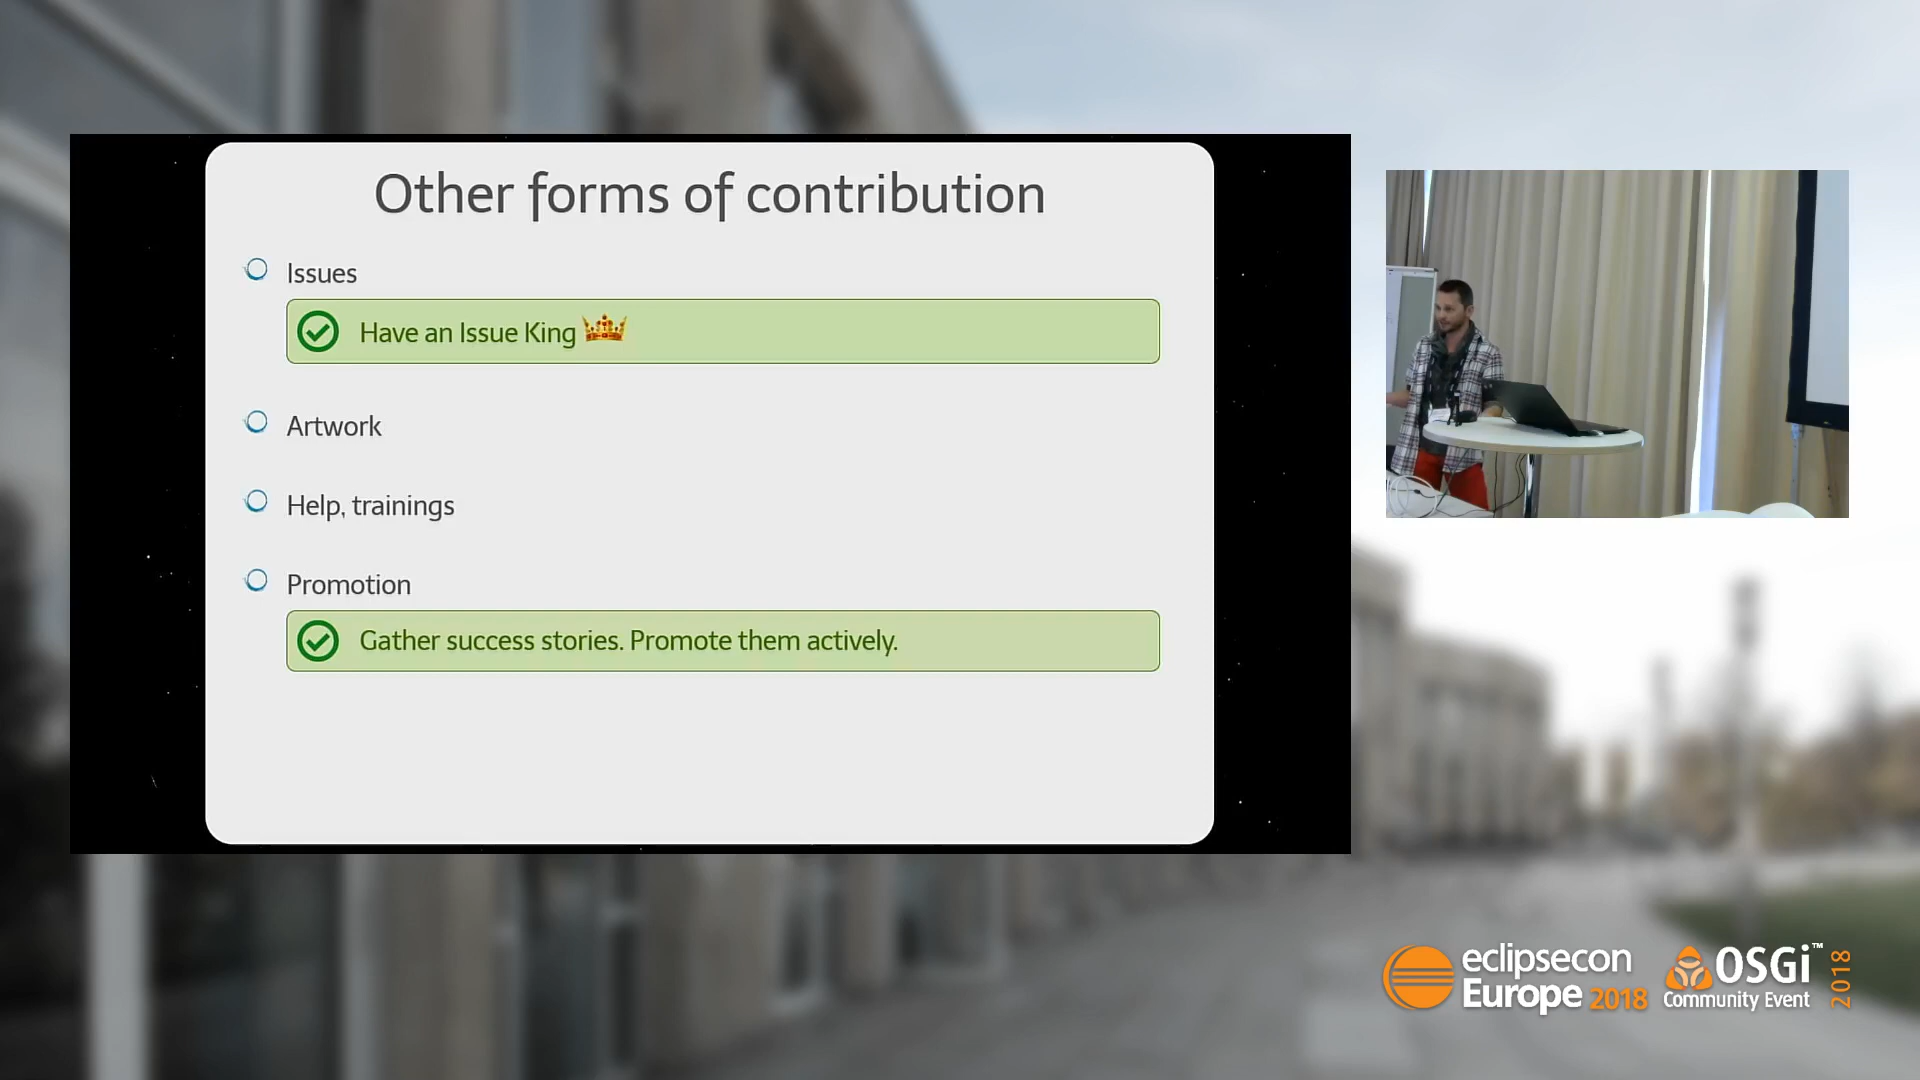 Other forms of contribution
Issues
Have an Issue King
Artwork
Help, trainings
Promotion
Gather success stories. Promote them actively.
eclipsecon
Europe 2018
OSGi™
Community Event
2018